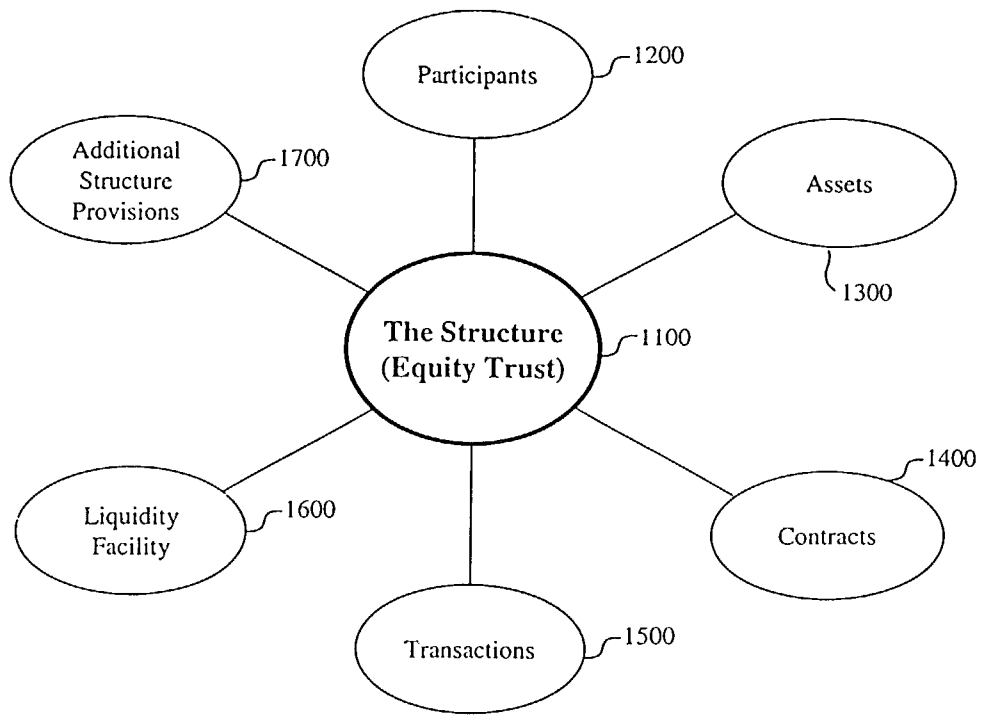 Participants
1200
Additional
Structure
Provisions
1700
Assets
1300
The Structure
(Equity Trust)
1100
1400
Contracts
Liquidity
Facility
1600
Transactions
1500